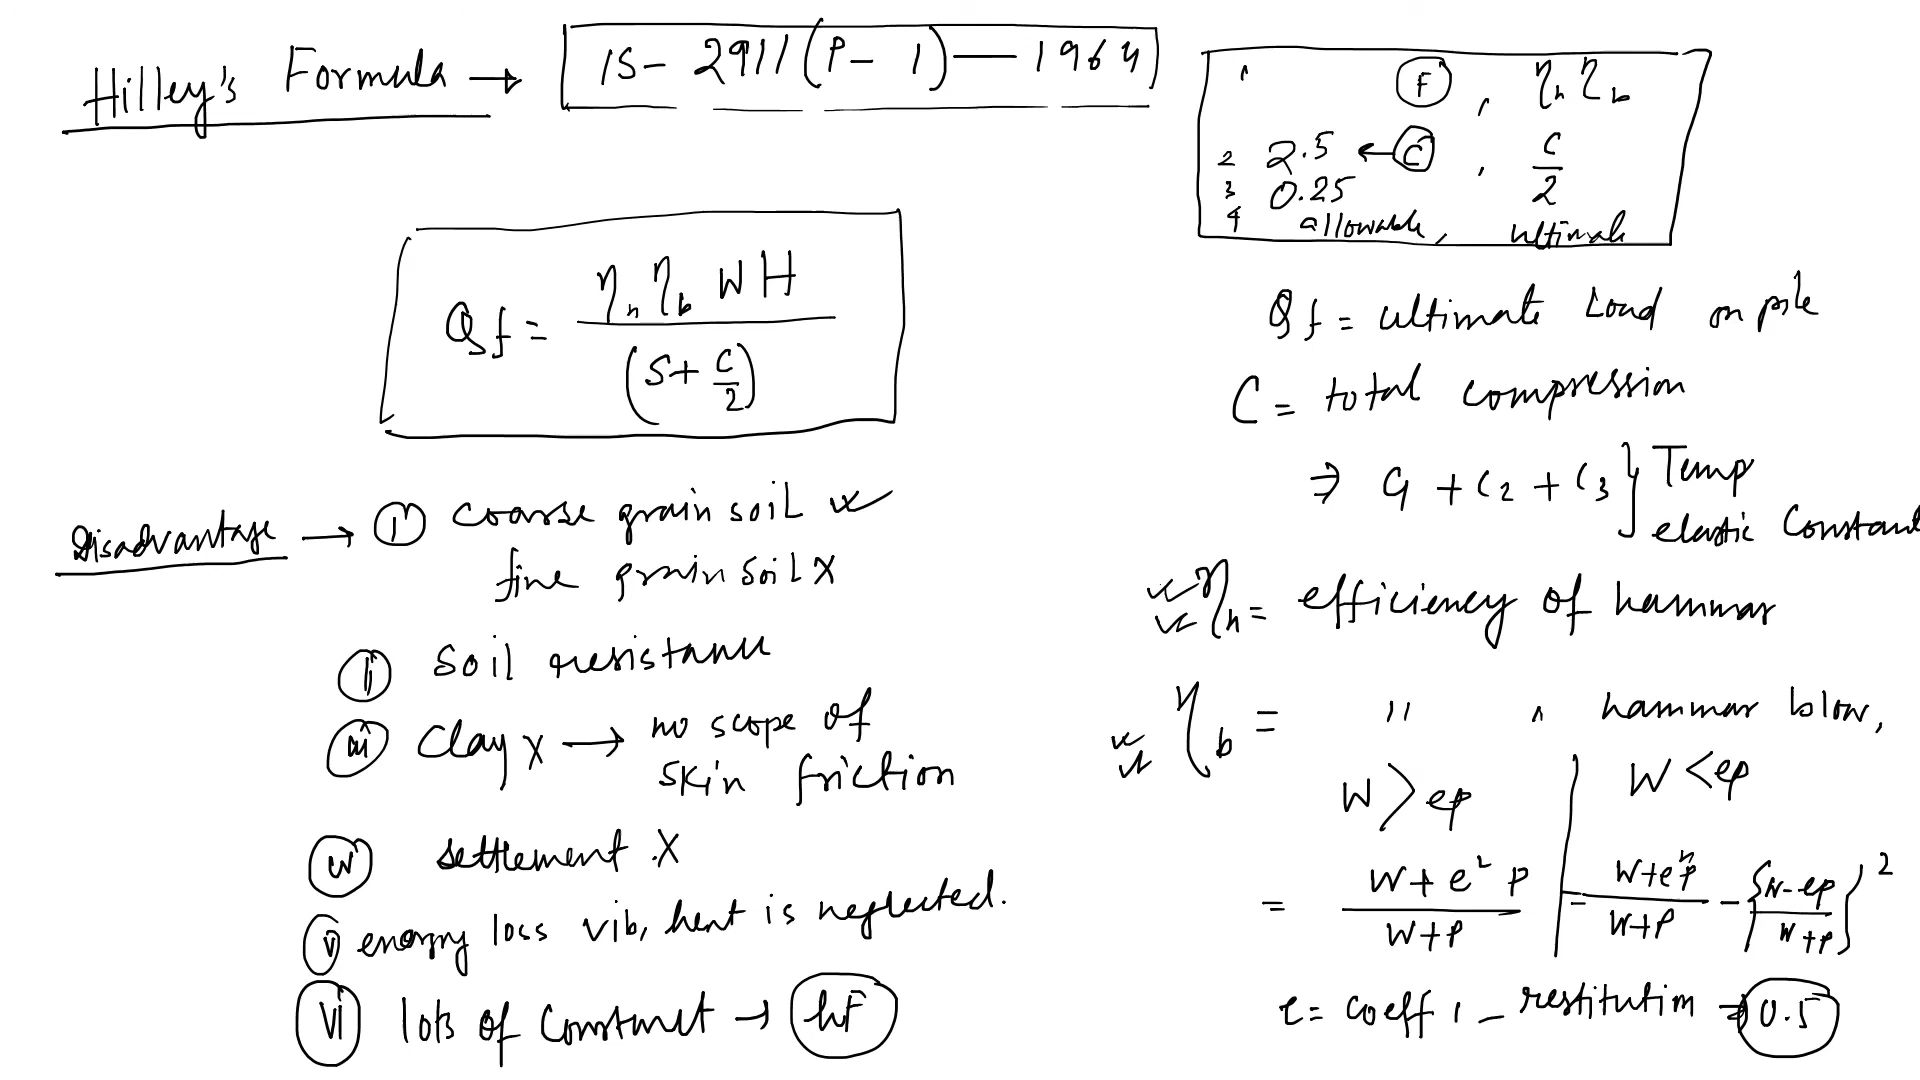 Hilley's Formula → IS- 2911 (P- 1) — 1964
F , ηh ηb
2 2.5 ← C , C/2
3 0.25
4 allowable, ultimate
Qf = ηh ηb W H / (S + C/2)
Qf = ultimate Load on pile
C = total compression
⇒ C1 + C2 + C3 } Temp elastic Constant
ηh = efficiency of hammar
ηb = " " hammar blow,
W > ep | W < ep
= W + e² P / W + P | = W + e²P / W + P - { W - ep / W + P }²
e = coeff , _ restitution → 0.5
Disadvantage → i coarse grain soil ✓
fine grain soil X
ii Soil resistance
iii Clay X → no scope of
skin friction
iv settlement X
v energy loss vib, heat is neglected.
vi lots of Constant → hF